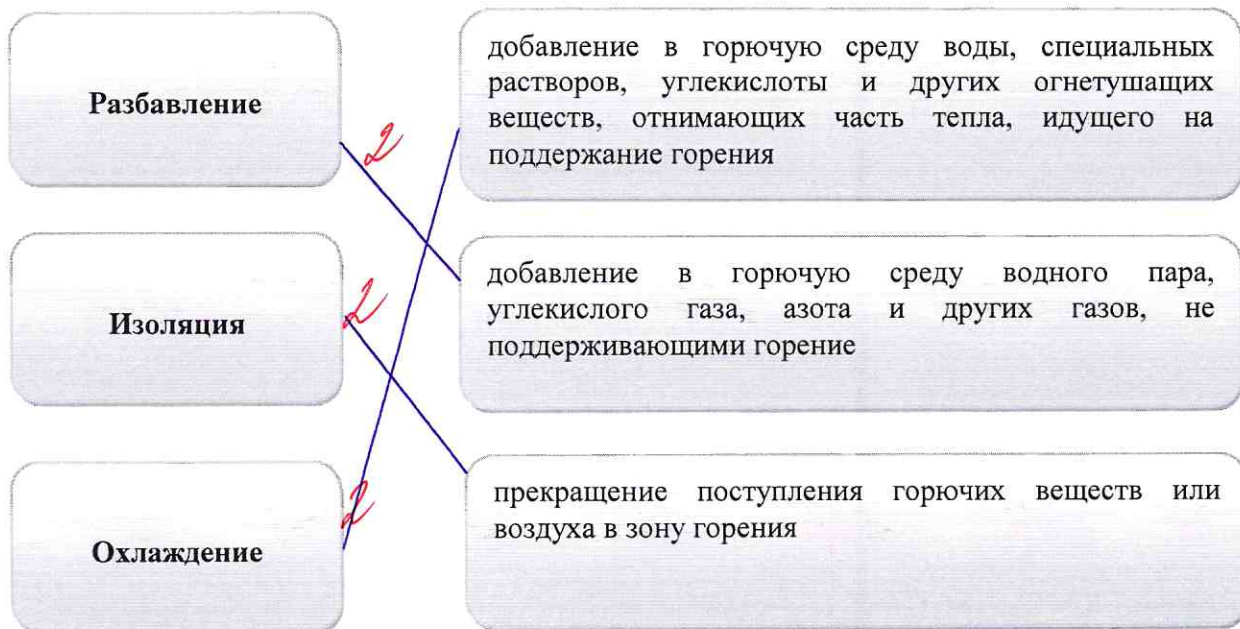 Разбавление
добавление в горючую среду воды, специальных
растворов, углекислоты и других огнетушащих
веществ, отнимающих часть тепла, идущего на
поддержание горения
2
Изоляция
добавление в горючую среду водного пара,
углекислого газа, азота и других газов, не
поддерживающими горение
2
Охлаждение
прекращение поступления горючих веществ или
воздуха в зону горения
2